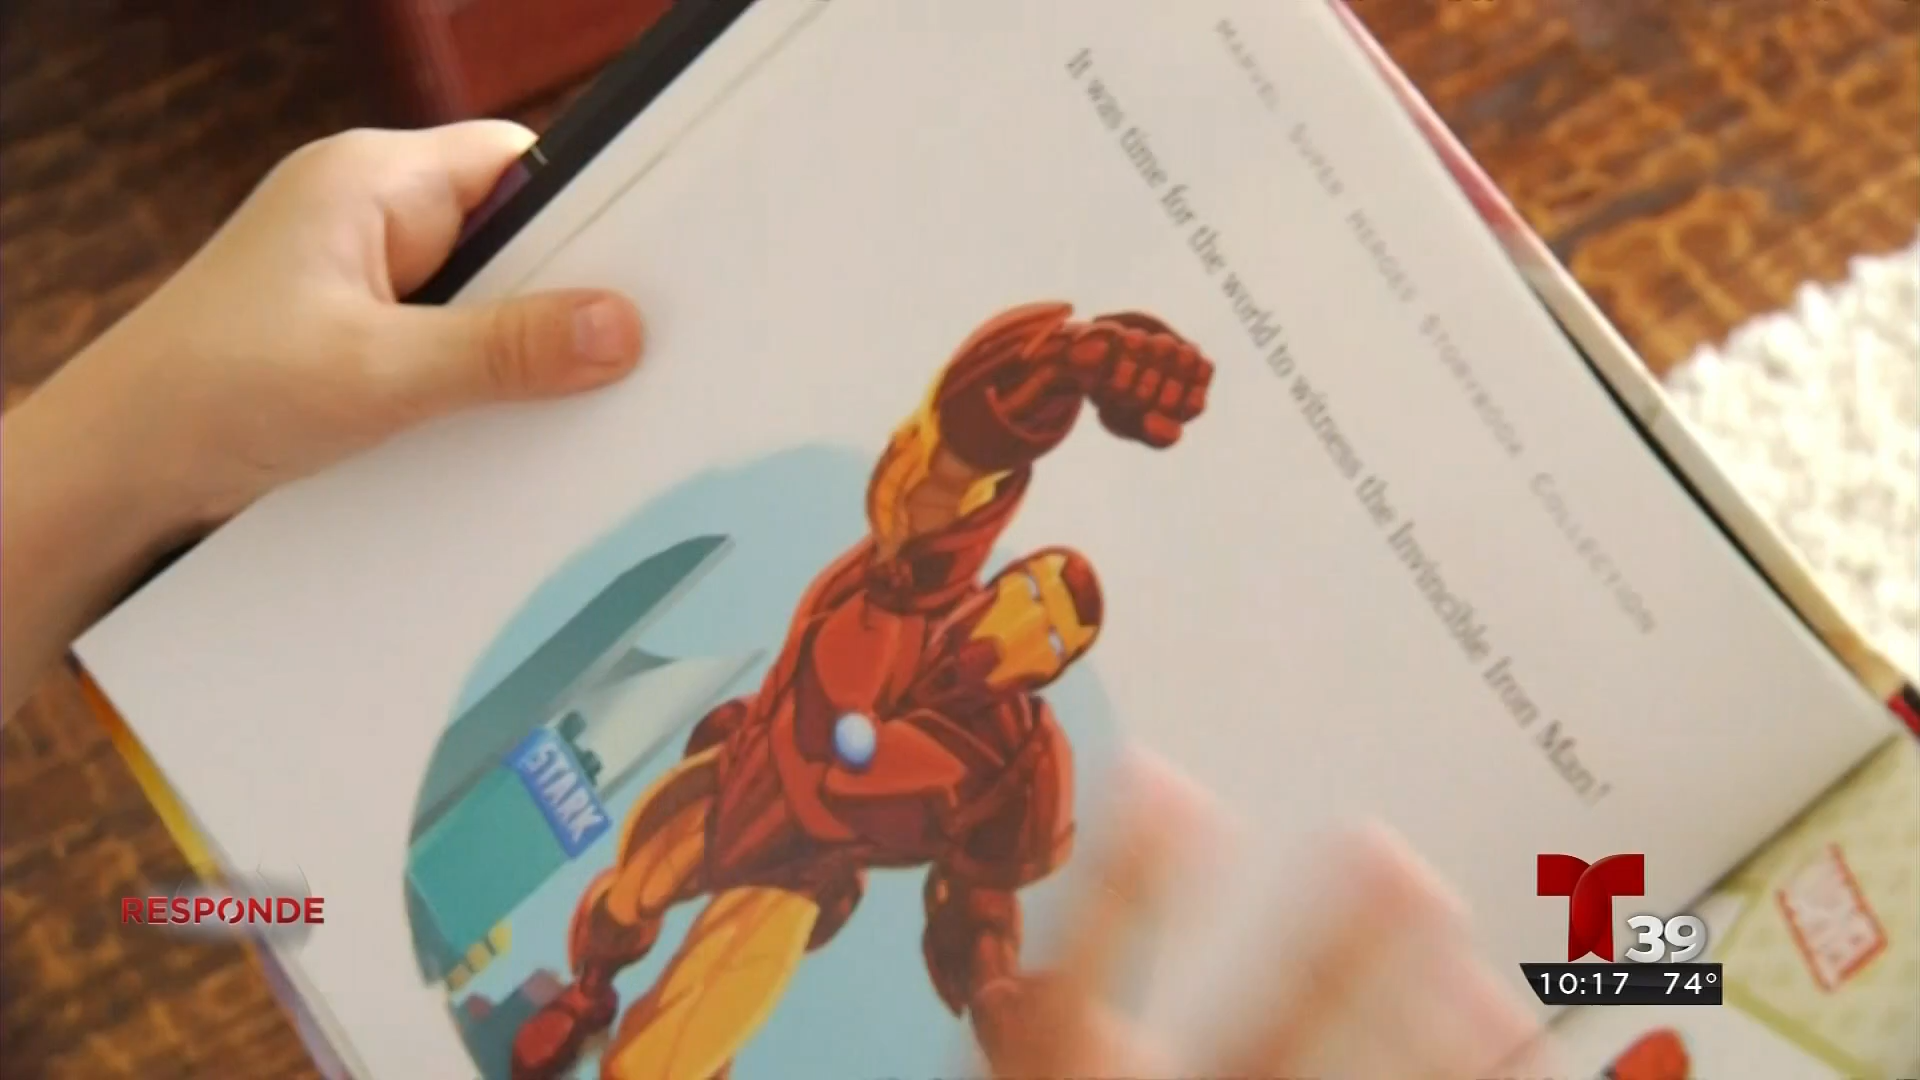 MARVEL SUPER HEROES STORYBOOK COLLECTION
It was time for the world to witness the Invincible Iron Man!
STARK
RESPONDE
T 39
10:17 74°